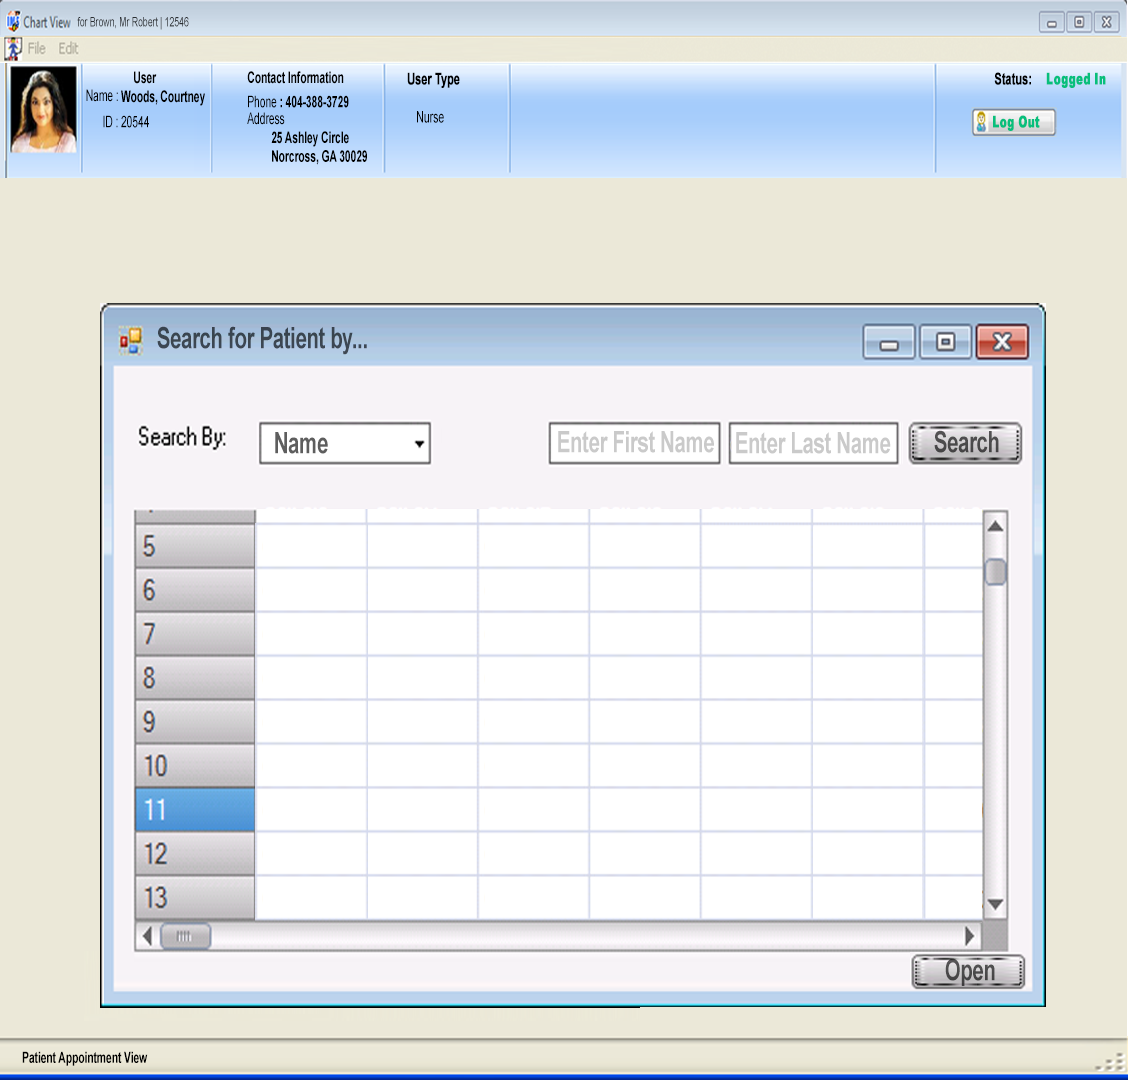 Chart View for Brown, Mr Robert | 12546
File Edit
User
Name : Woods, Courtney
ID : 20544
Contact Information
Phone : 404-388-3729
Address
25 Ashley Circle
Norcross, GA 30029
User Type
Nurse
Status: Logged In
Log Out
Search for Patient by...
Search By: Name Enter First Name Enter Last Name Search
5
6
7
8
9
10
11
12
13
Open
Patient Appointment View